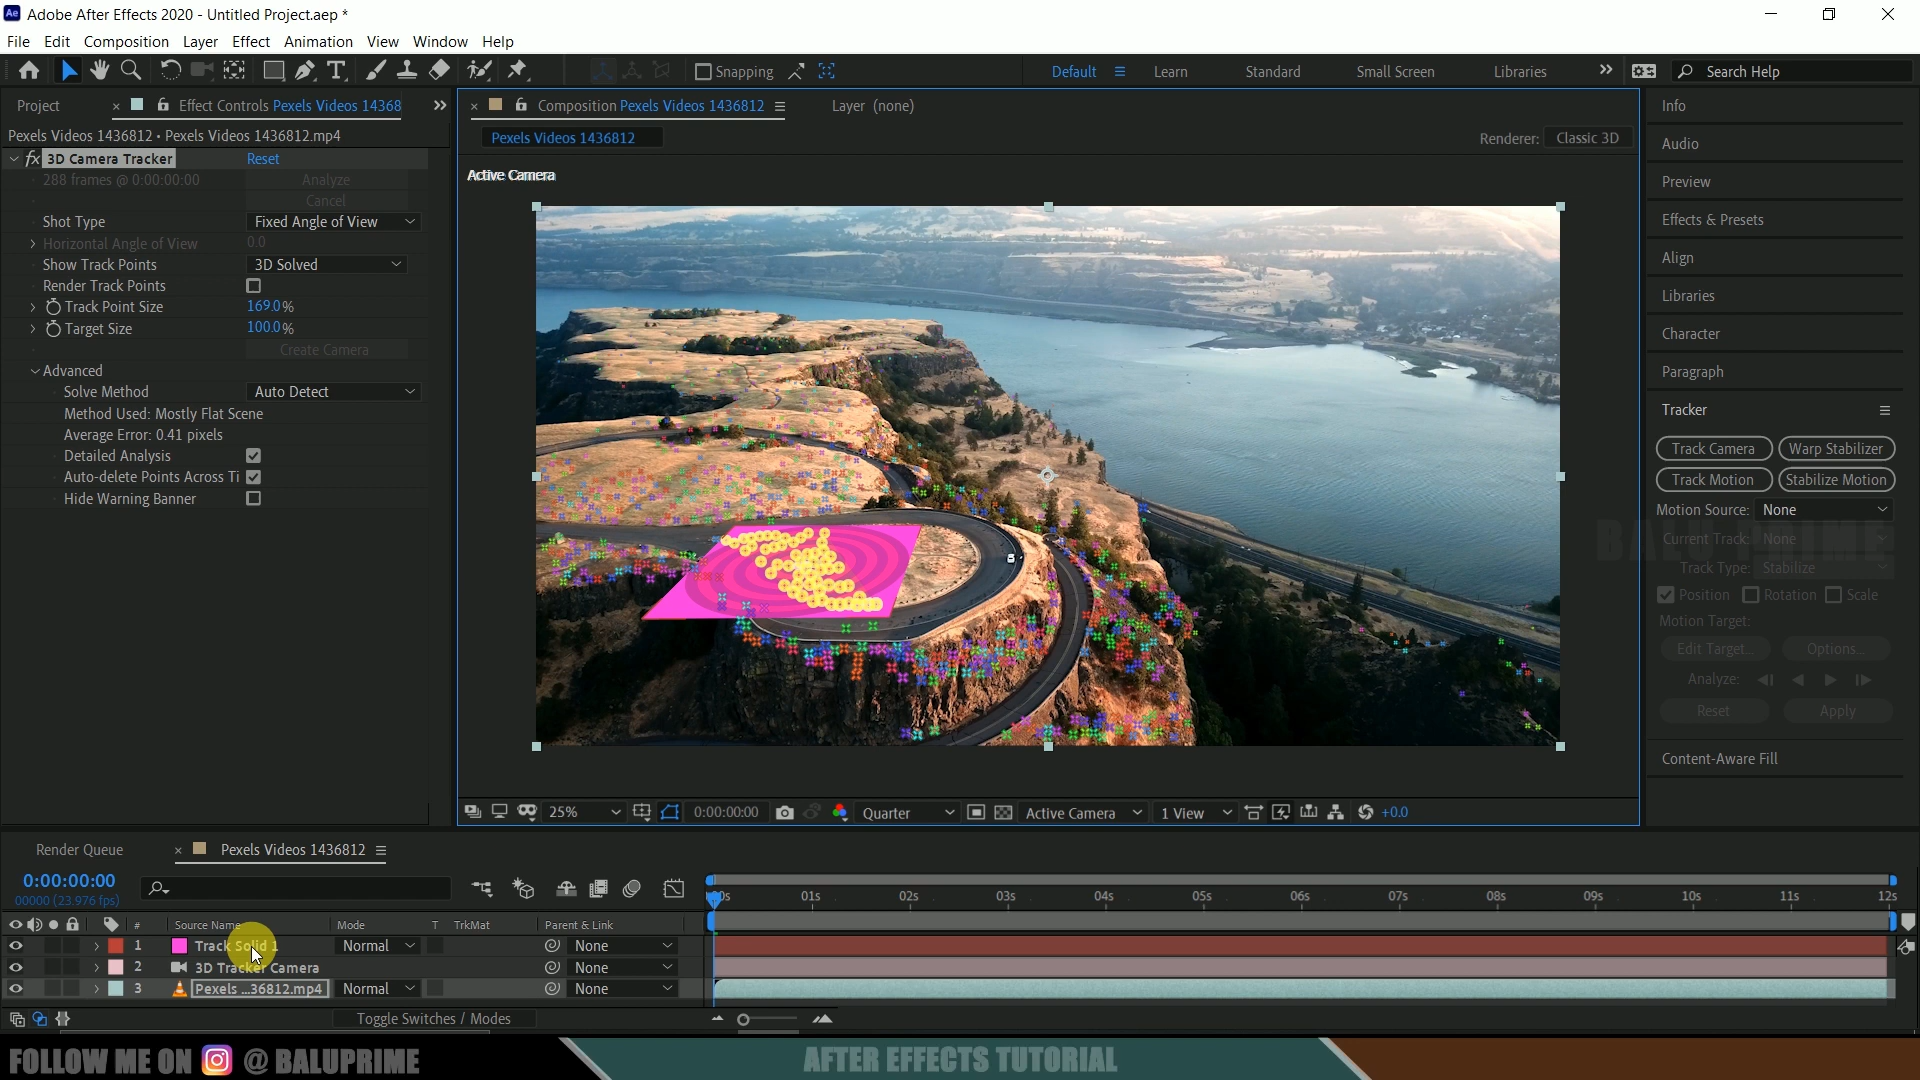 Ae Adobe After Effects 2020 - Untitled Project.aep *
File Edit Composition Layer Effect Animation View Window Help
Snapping Default Learn Standard Small Screen Libraries Search Help
Project Effect Controls Pexels Videos 14368
Composition Pexels Videos 1436812 Layer (none)
Pexels Videos 1436812 • Pexels Videos 1436812.mp4
Pexels Videos 1436812
Renderer: Classic 3D
fx 3D Camera Tracker Reset
288 frames @ 0:00:00:00 Analyze
Cancel
Shot Type Fixed Angle of View
Horizontal Angle of View 0.0
Show Track Points 3D Solved
Render Track Points
Track Point Size 169.0%
Target Size 100.0%
Create Camera
Advanced
Solve Method Auto Detect
Method Used: Mostly Flat Scene
Average Error: 0.41 pixels
Detailed Analysis
Auto-delete Points Across Ti
Hide Warning Banner
Active Camera
25% 0:00:00:00 Quarter Active Camera 1 View +0.0
Info
Audio
Preview
Effects & Presets
Align
Libraries
Character
Paragraph
Tracker
Track Camera Warp Stabilizer
Track Motion Stabilize Motion
Motion Source: None
BALU PRIME
Current Track: None
Track Type: Stabilize
Position Rotation Scale
Motion Target:
Edit Target... Options...
Analyze:
Reset Apply
Content-Aware Fill
Render Queue Pexels Videos 1436812
0:00:00:00
00000 (23.976 fps)
00s 01s 02s 03s 04s 05s 06s 07s 08s 09s 10s 11s 12s
# Source Name Mode T TrkMat Parent & Link
1 Track Solid 1 Normal None
2 3D Tracker Camera None
3 Pexels ...36812.mp4 Normal None
Toggle Switches / Modes
FOLLOW ME ON @ BALUPRIME
AFTER EFFECTS TUTORIAL